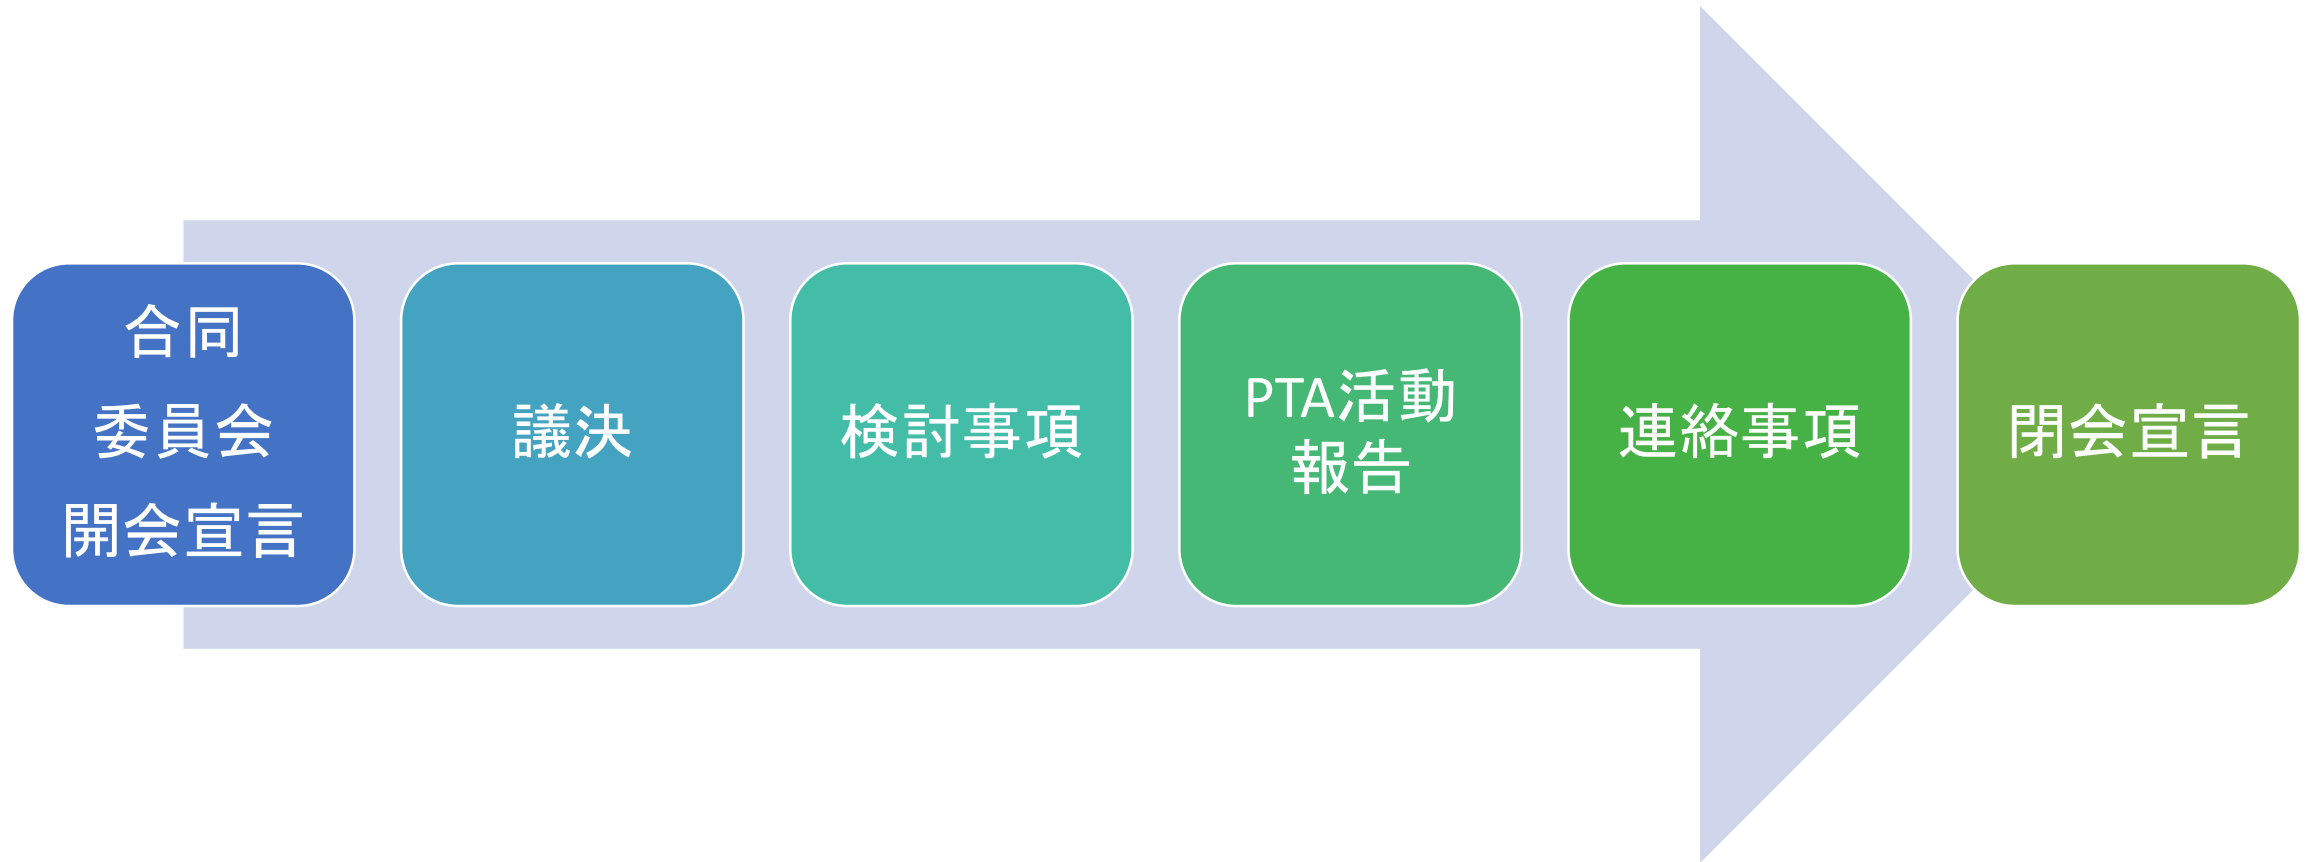 合同
委員会
開会宣言
議決
検討事項
PTA活動
報告
連絡事項
閉会宣言